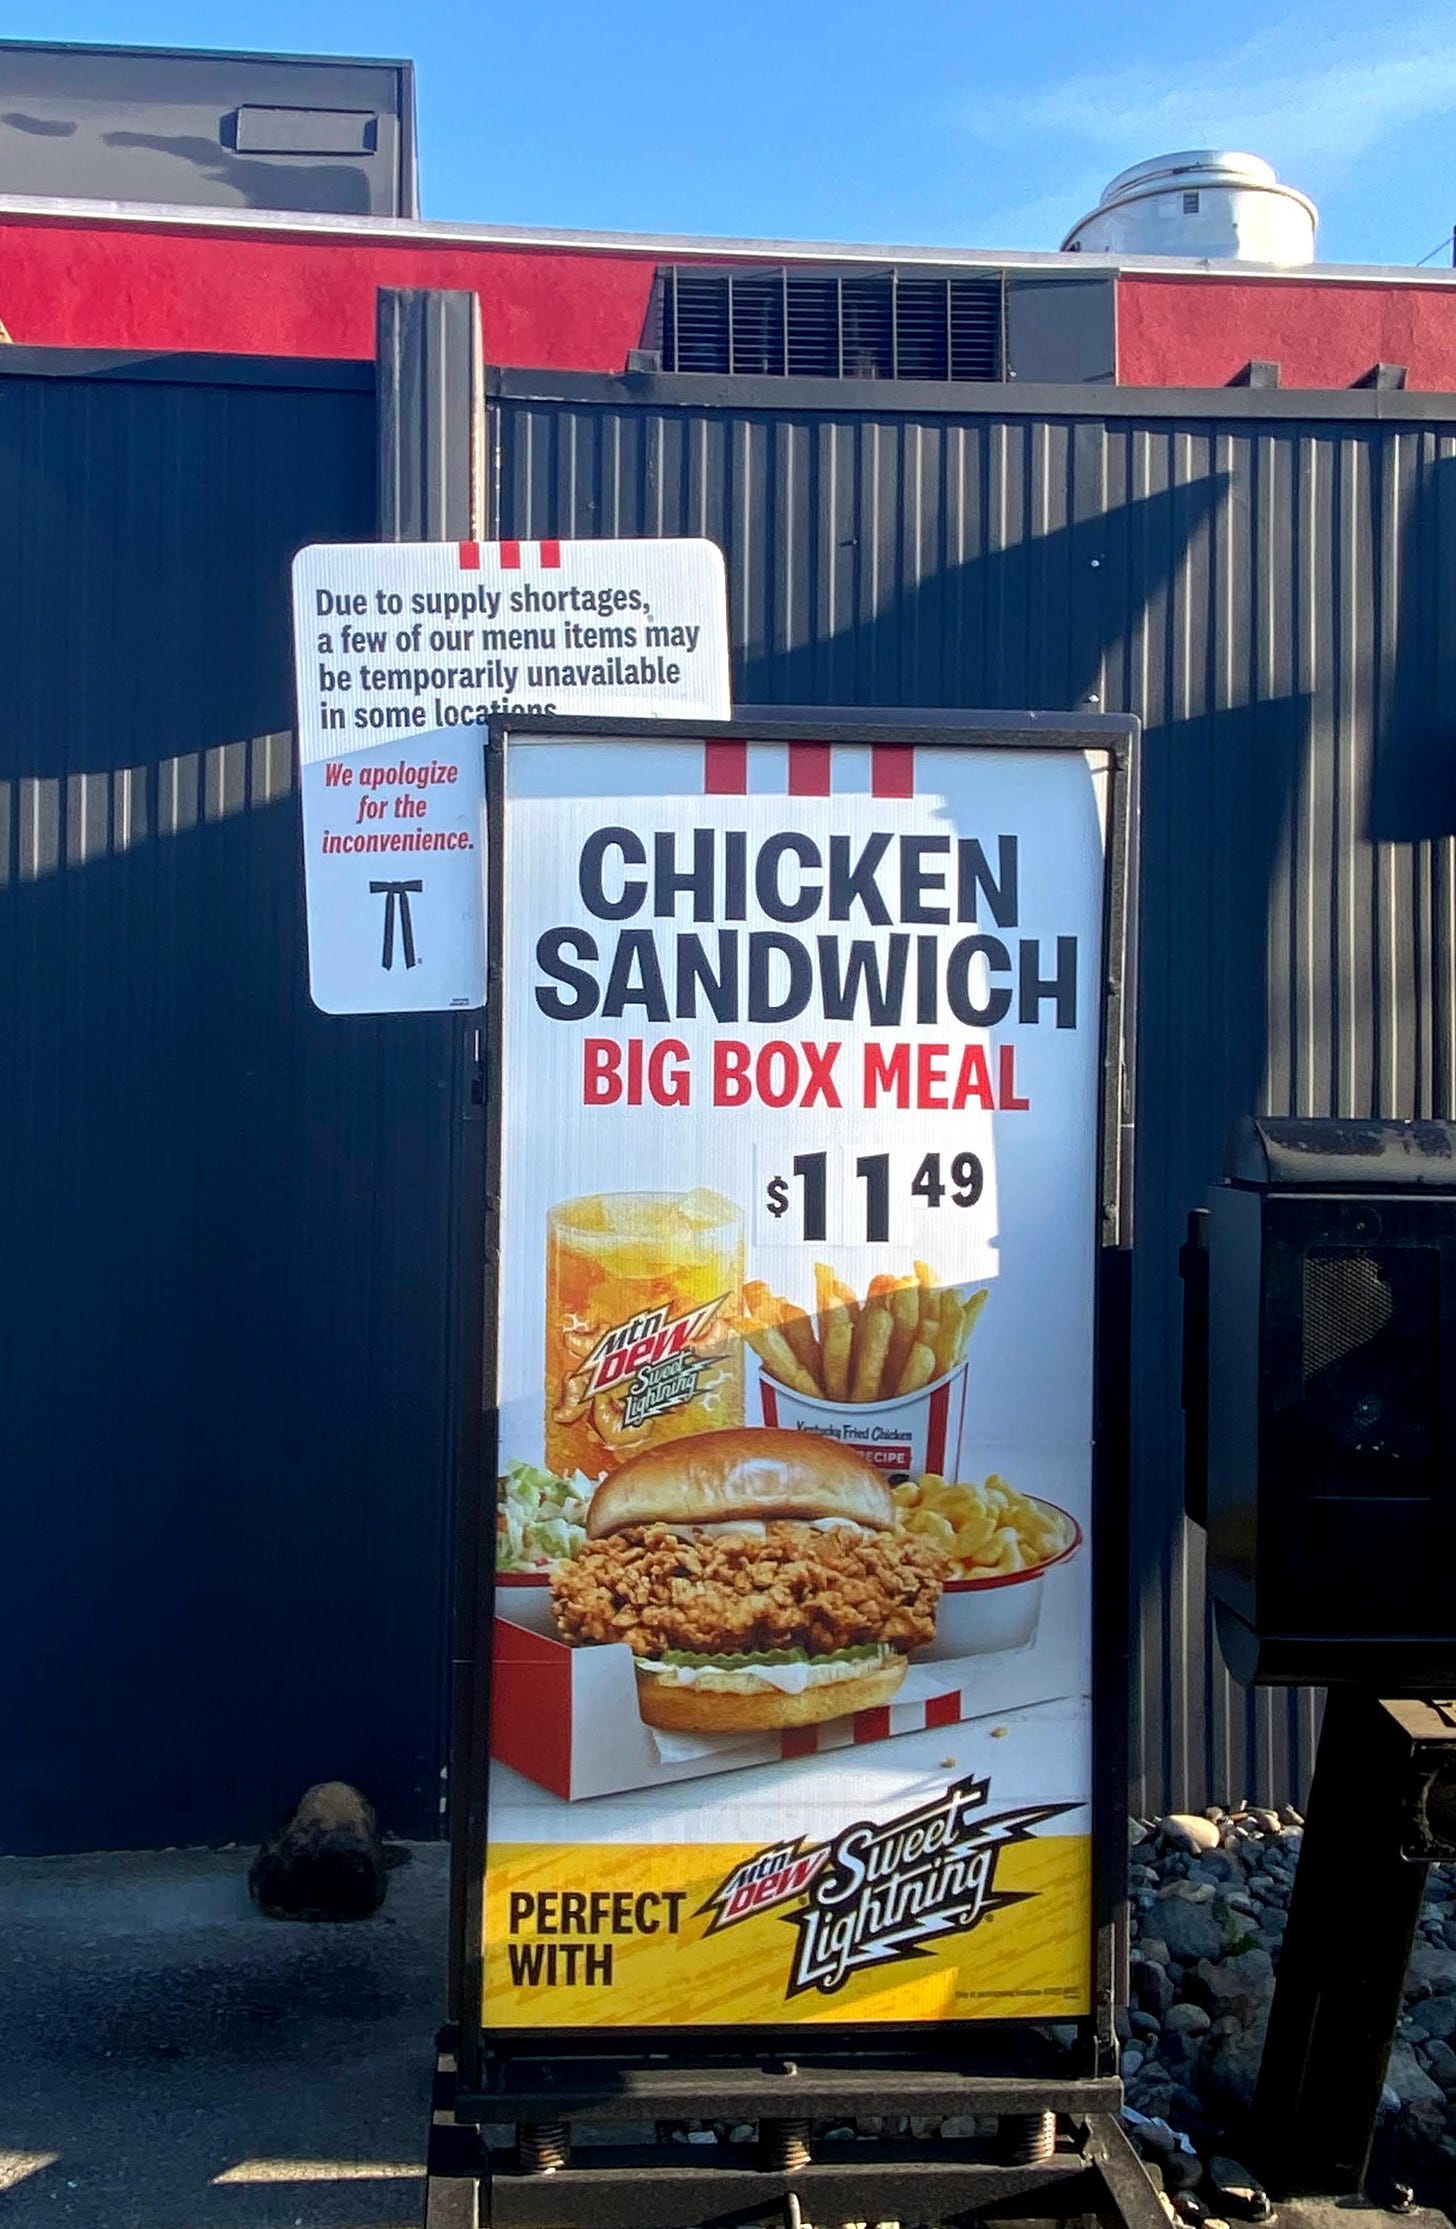 Due to supply shortages,
a few of our menu items may
be temporarily unavailable
in some locations
We apologize
for the
inconvenience.
CHICKEN
SANDWICH
BIG BOX MEAL
$11 49
mtn
DEW
Sweet
Lightning
Kentucky Fried Chicken
ECIPE
PERFECT
WITH
mtn
DEW
Sweet
Lightning